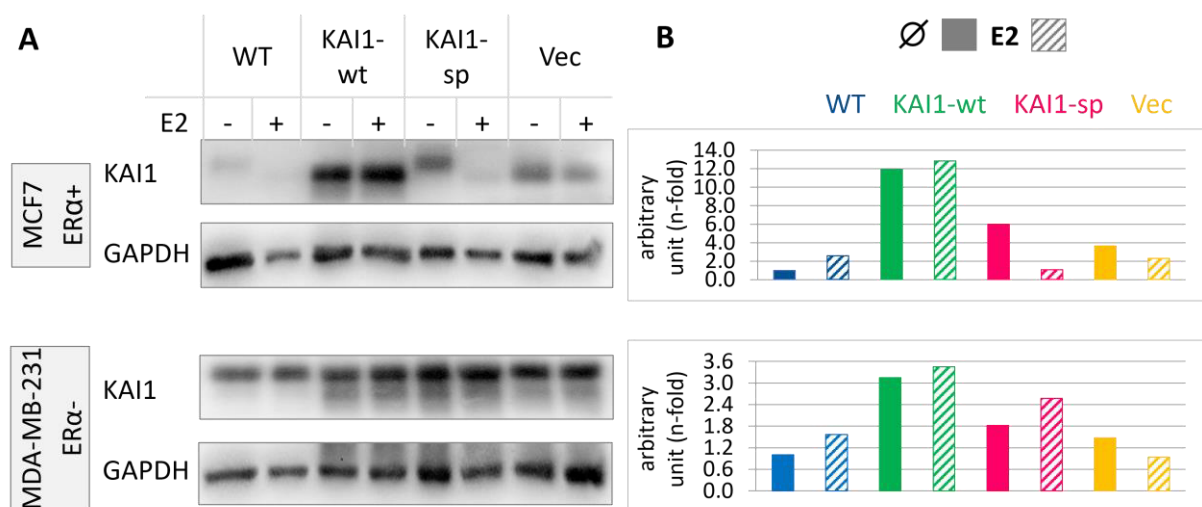 A
WT
KAI1-
wt
KAI1-
sp
Vec
E2 - + - + - + - +
MCF7
ERα+
KAI1
GAPDH
MDA-MB-231
ERα-
KAI1
GAPDH
B
Ø E2
WT KAI1-wt KAI1-sp Vec
arbitrary
unit (n-fold)
14.0
12.0
10.0
8.0
6.0
4.0
2.0
0.0
arbitrary
unit (n-fold)
3.6
3.0
2.4
1.8
1.2
0.6
0.0